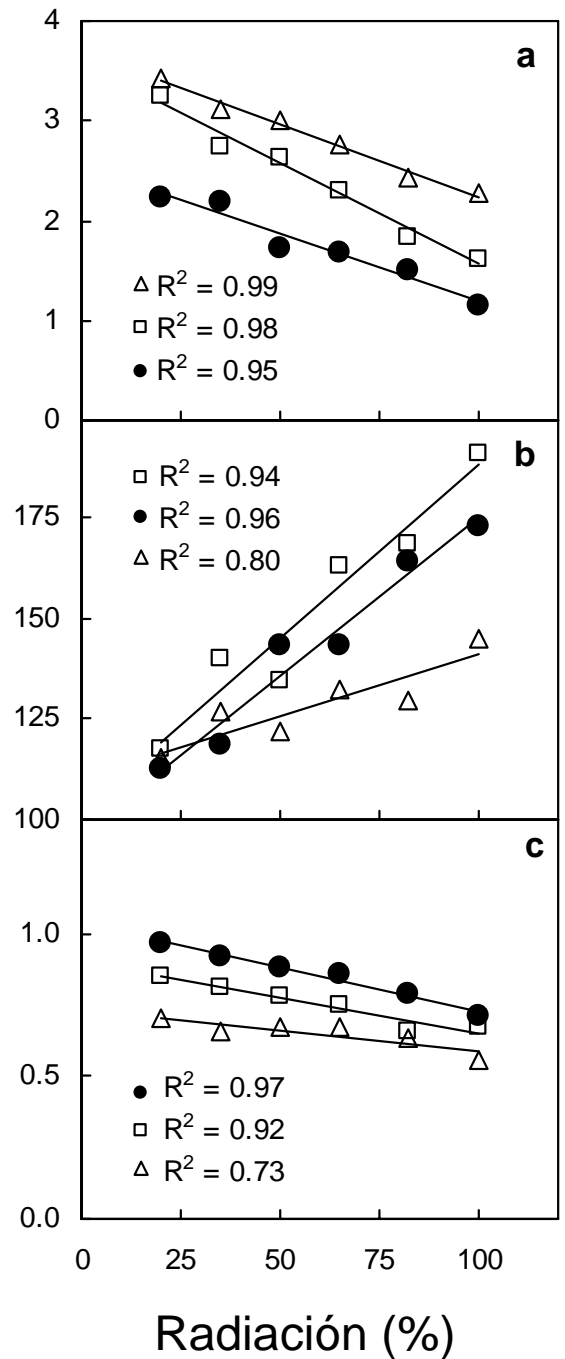 4
a
3
2
R² = 0.99
1
R² = 0.98
R² = 0.95
0
b
R² = 0.94
175
R² = 0.96
R² = 0.80
150
125
100
c
1.0
0.5
R² = 0.97
R² = 0.92
R² = 0.73
0.0
0 25 50 75 100
Radiación (%)